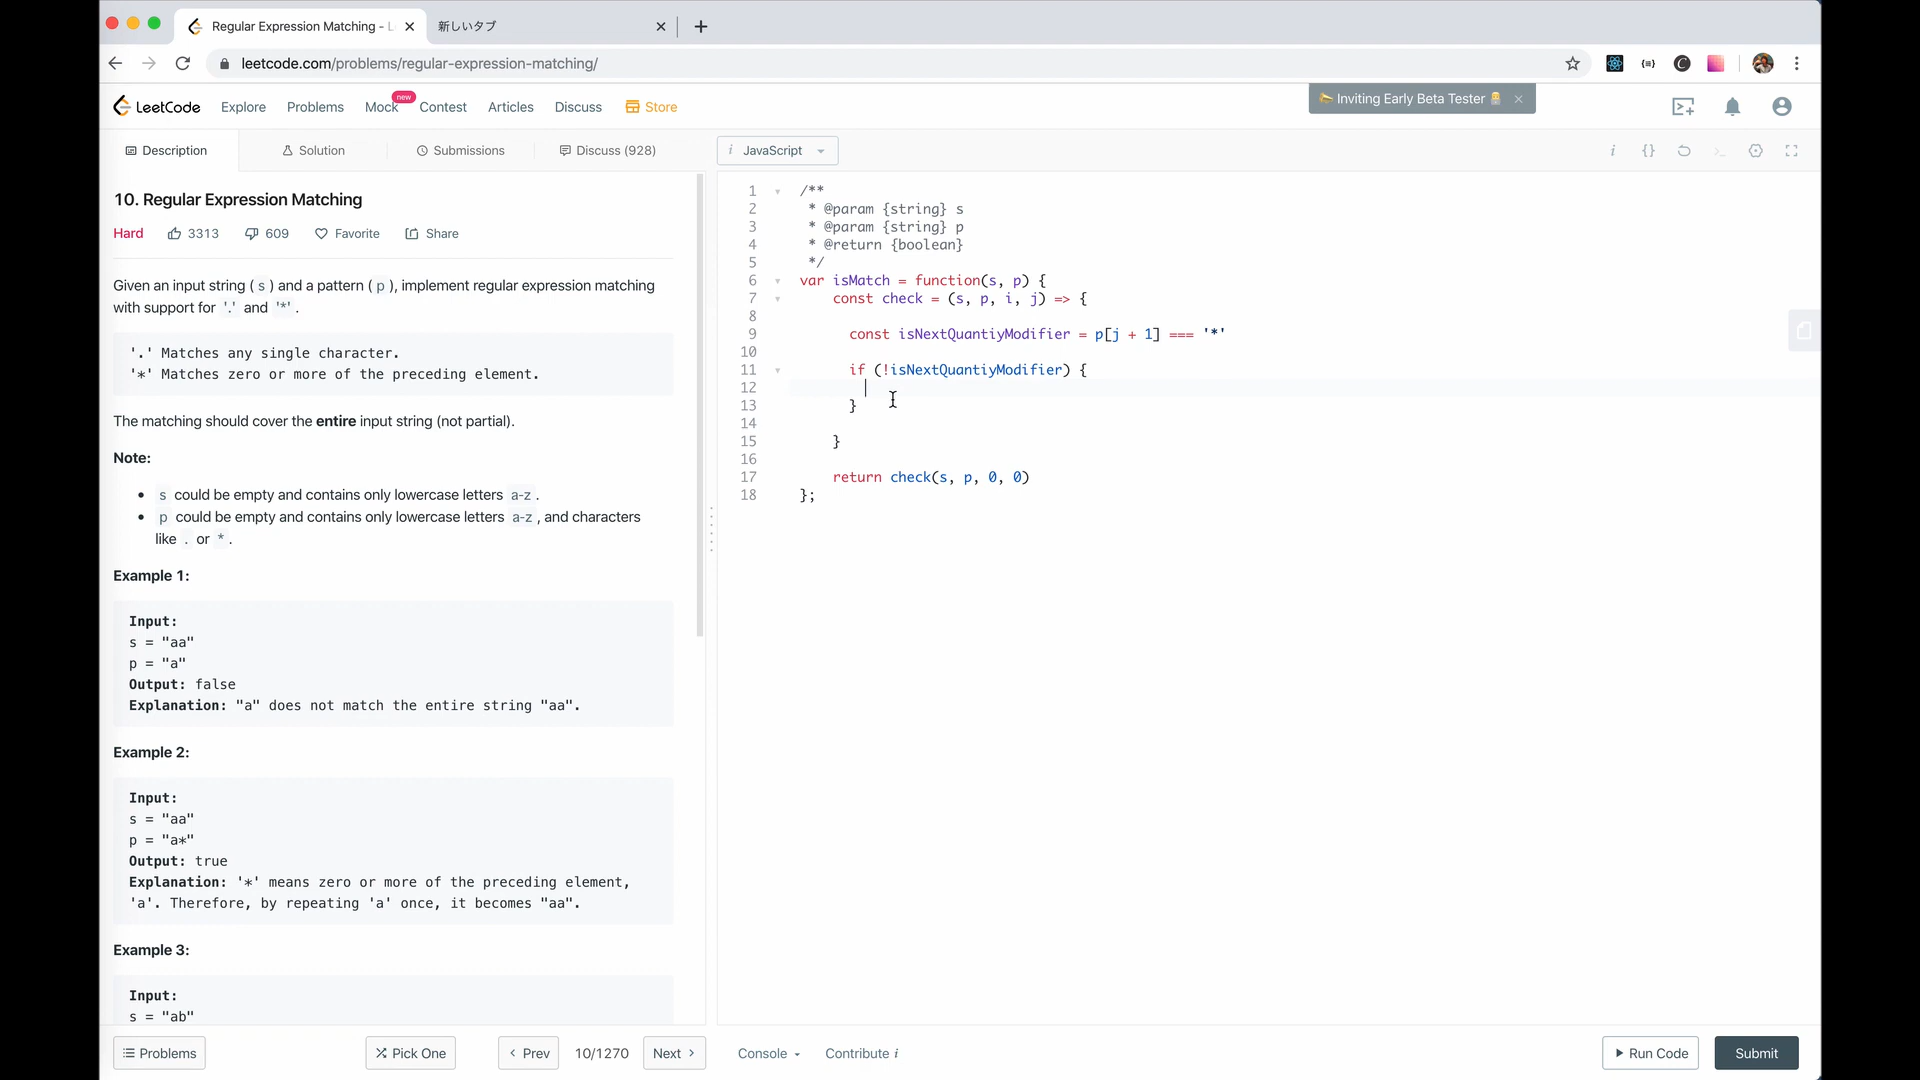 Regular Expression Matching - L
新しいタブ
leetcode.com/problems/regular-expression-matching/
LeetCode
Explore
Problems
Mock
new
Contest
Articles
Discuss
Store
Inviting Early Beta Tester
Description
Solution
Submissions
Discuss (928)
i JavaScript
10. Regular Expression Matching
Hard
3313
609
Favorite
Share
Given an input string ( s ) and a pattern ( p ), implement regular expression matching
with support for '.' and '*' .
'.' Matches any single character.
'*' Matches zero or more of the preceding element.
The matching should cover the entire input string (not partial).
Note:
• s could be empty and contains only lowercase letters a-z .
• p could be empty and contains only lowercase letters a-z , and characters
like . or * .
Example 1:
Input:
s = "aa"
p = "a"
Output: false
Explanation: "a" does not match the entire string "aa".
Example 2:
Input:
s = "aa"
p = "a*"
Output: true
Explanation: '*' means zero or more of the preceding element,
'a'. Therefore, by repeating 'a' once, it becomes "aa".
Example 3:
Input:
s = "ab"
1 /**
2 * @param {string} s
3 * @param {string} p
4 * @return {boolean}
5 */
6 var isMatch = function(s, p) {
7 const check = (s, p, i, j) => {
8
9 const isNextQuantiyModifier = p[j + 1] === '*'
10
11 if (!isNextQuantiyModifier) {
12
13 }
14
15 }
16
17 return check(s, p, 0, 0)
18 };
Problems
Pick One
Prev
10/1270
Next
Console
Contribute i
Run Code
Submit